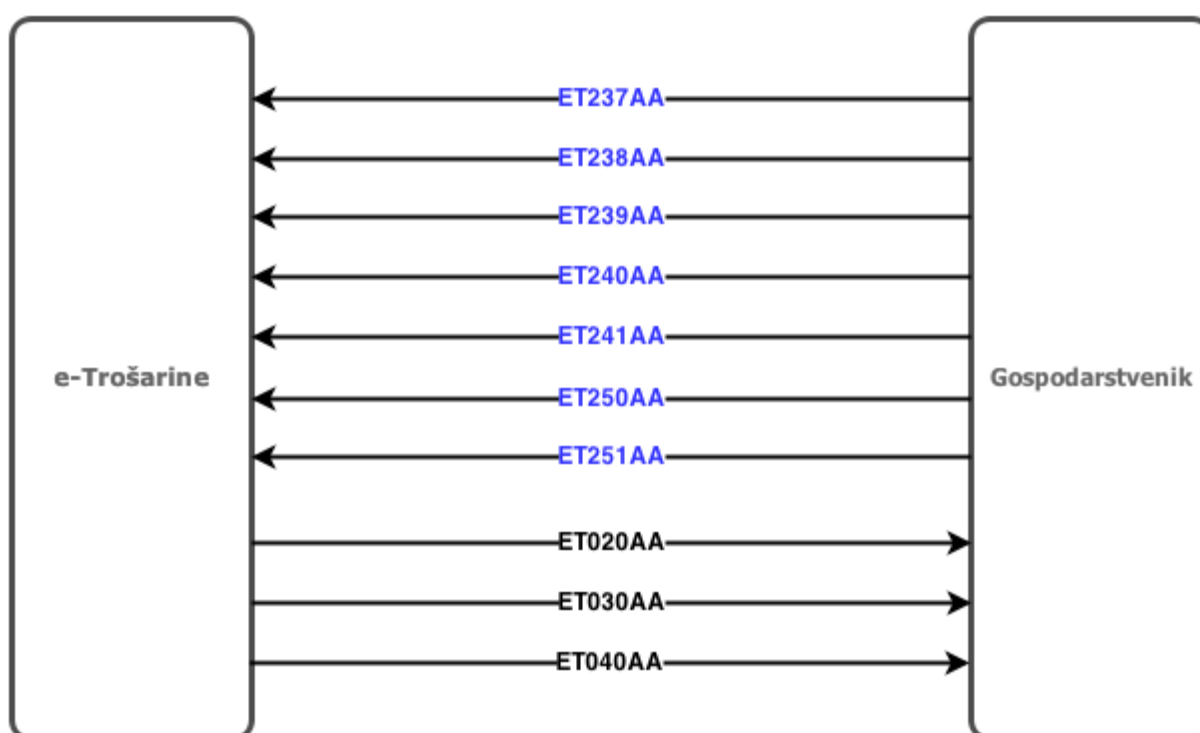 ET237AA
ET238AA
ET239AA
ET240AA
ET241AA
e-Trošarine
Gospodarstvenik
ET250AA
ET251AA
ET020AA
ET030AA
ET040AA